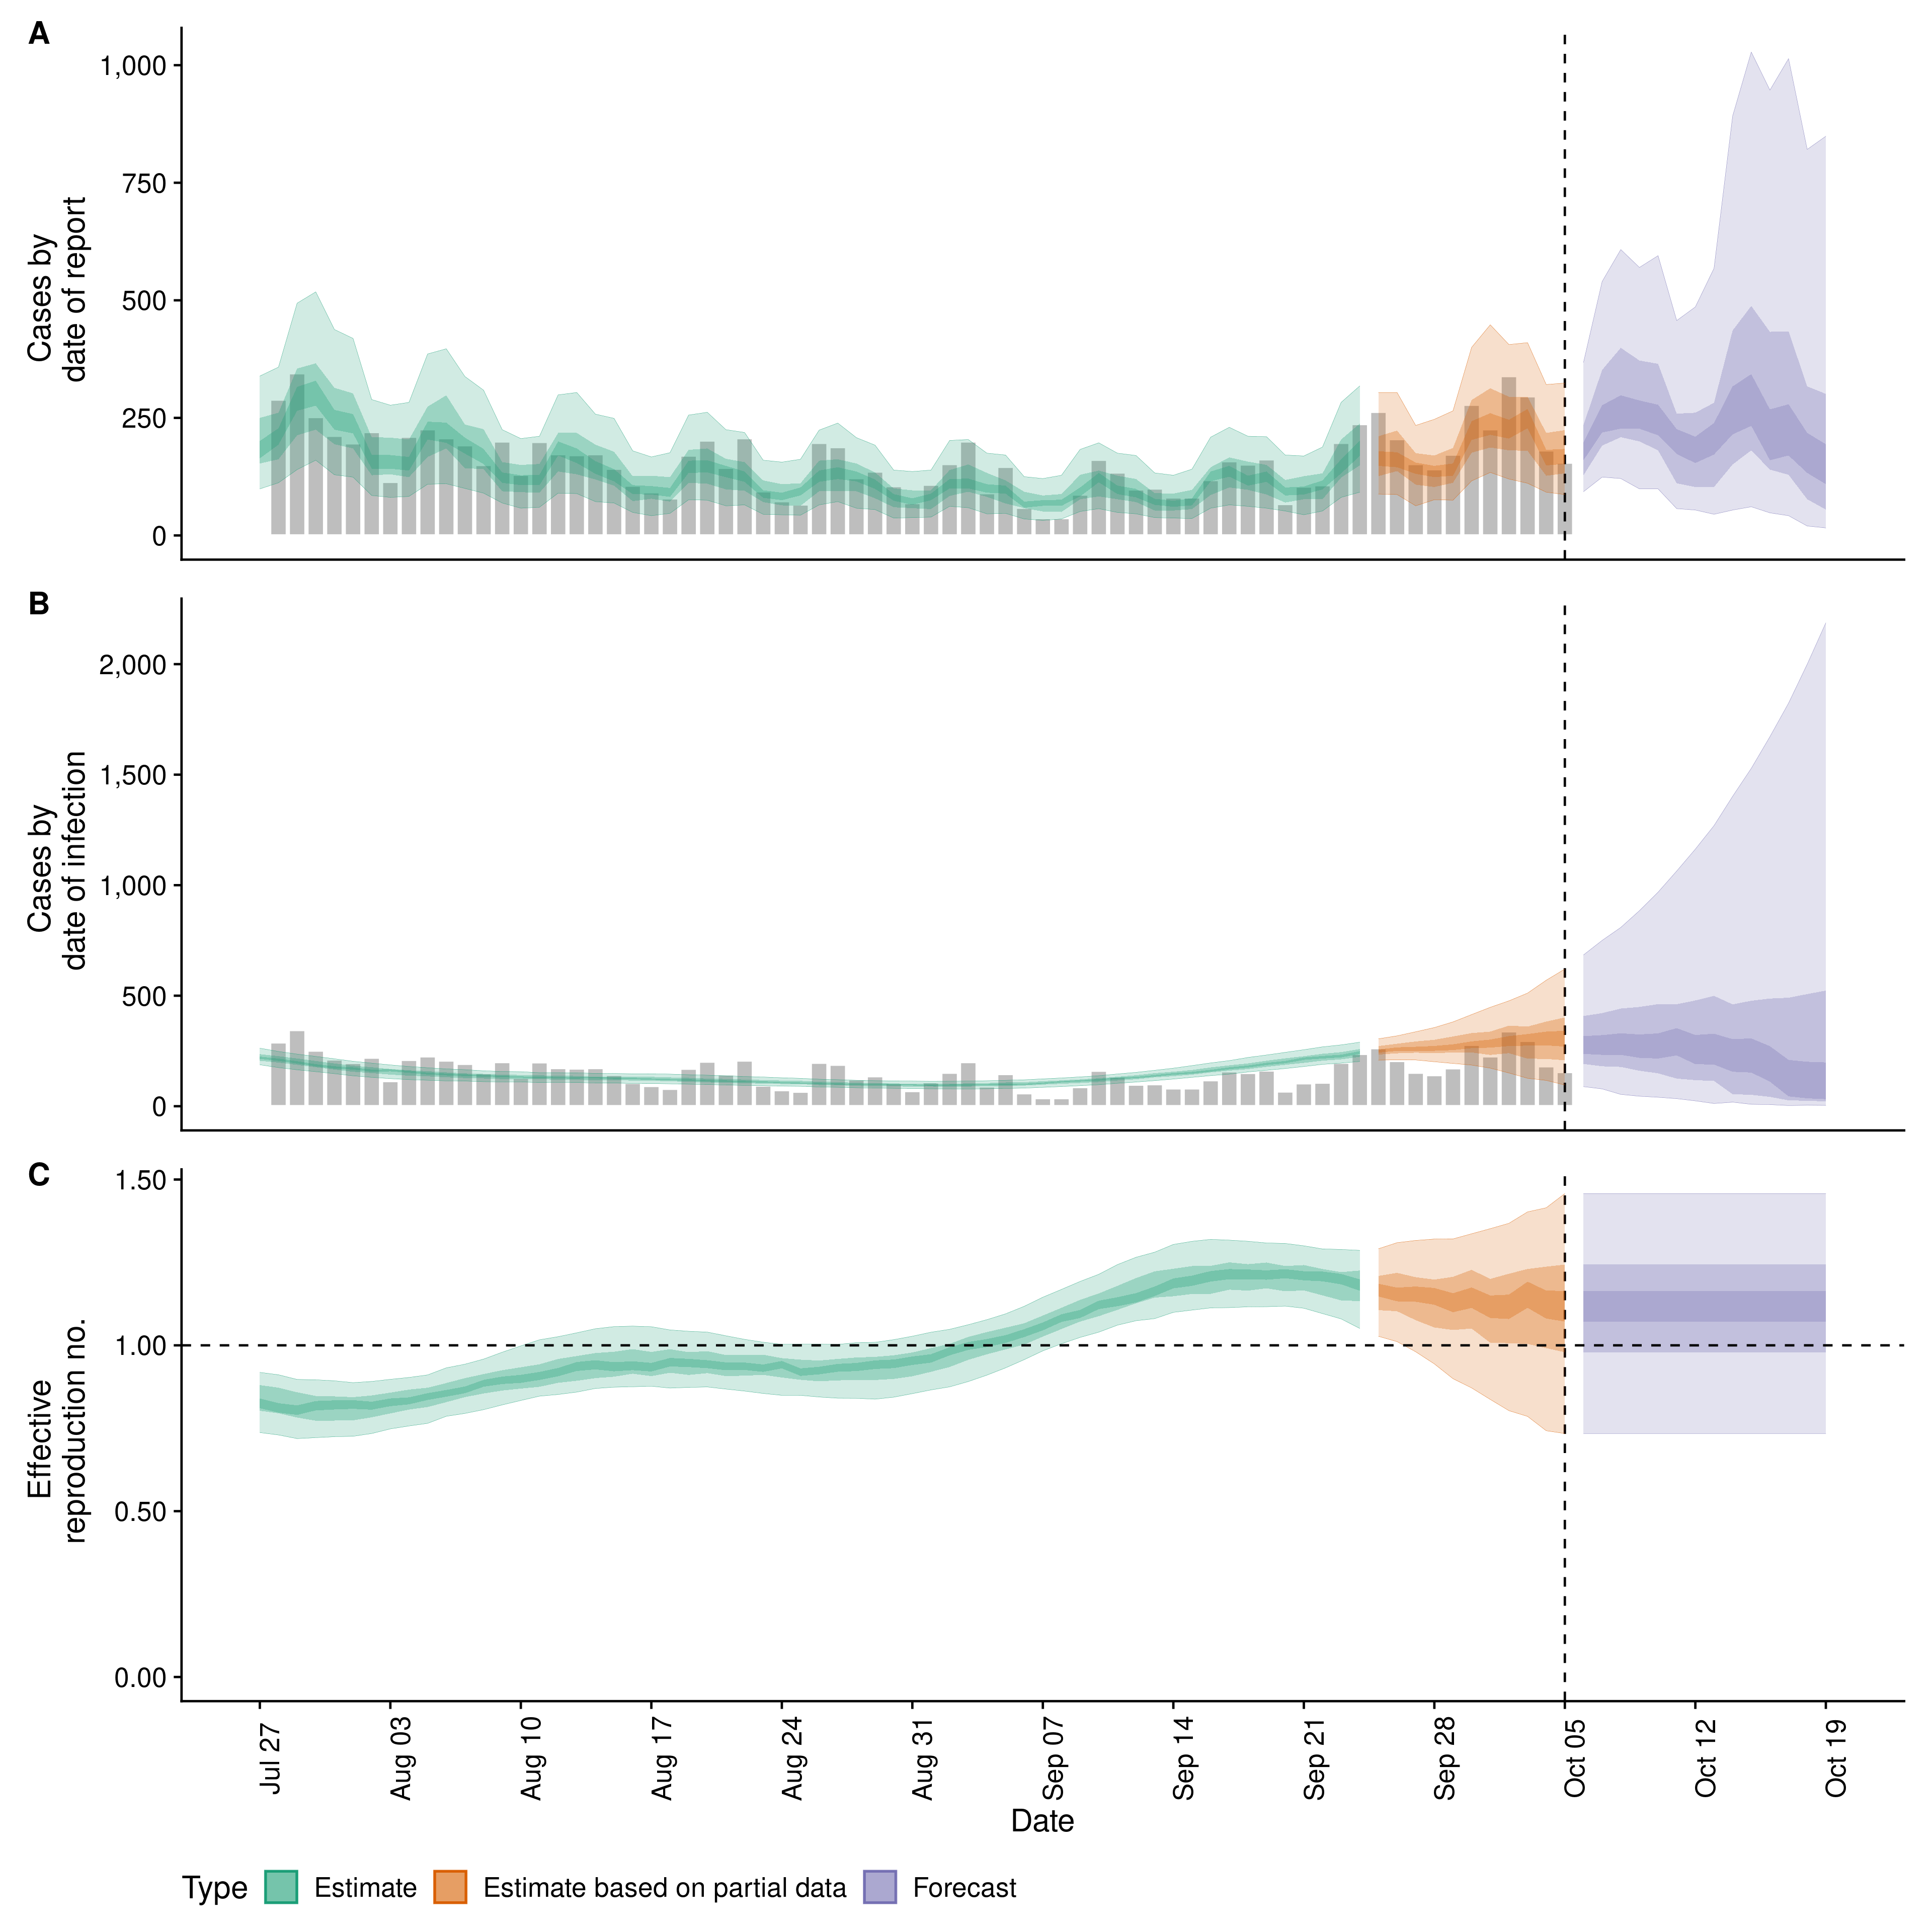 A
1,000
750
500
250
0
Cases by
date of report
B
2,000
1,500
1,000
500
0
Cases by
date of infection
C
1.50
1.00
0.50
0.00
Effective
reproduction no.
Jul 27
Aug 03
Aug 10
Aug 17
Aug 24
Aug 31
Sep 07
Sep 14
Sep 21
Sep 28
Oct 05
Oct 12
Oct 19
Date
Type Estimate Estimate based on partial data Forecast